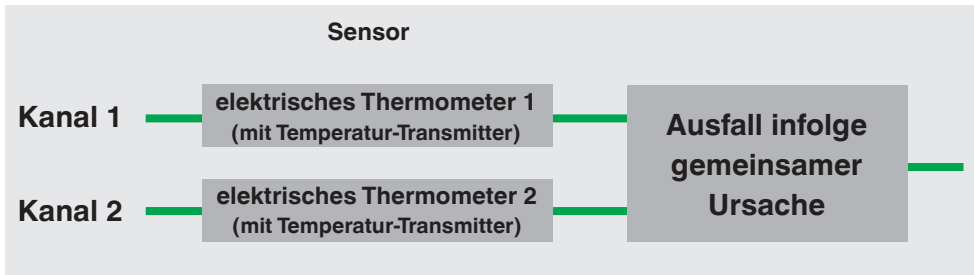 Sensor
Kanal 1
elektrisches Thermometer 1
(mit Temperatur-Transmitter)
Kanal 2
elektrisches Thermometer 2
(mit Temperatur-Transmitter)
Ausfall infolge
gemeinsamer
Ursache